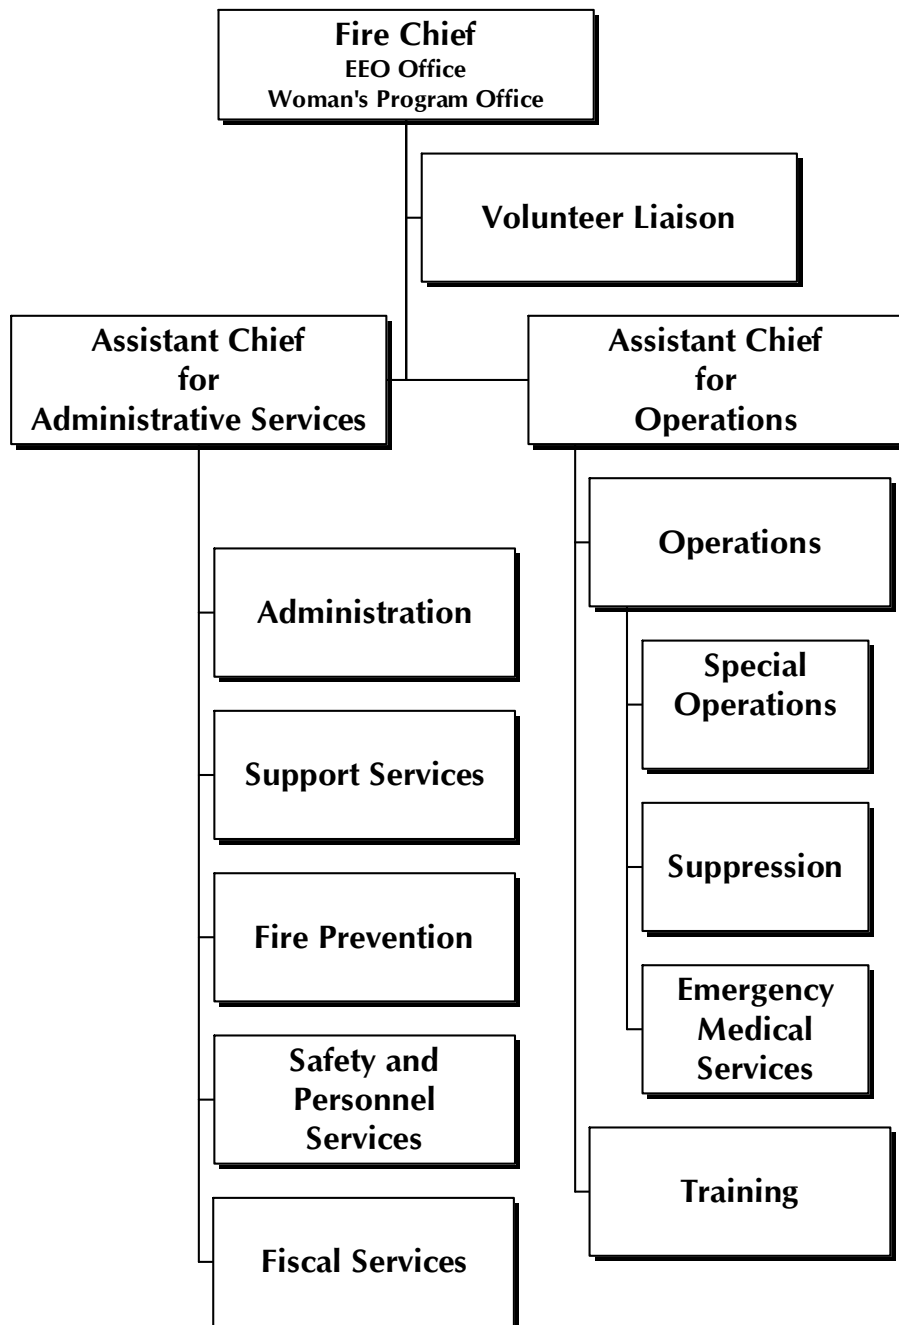 Fire Chief
EEO Office
Woman's Program Office
Volunteer Liaison
Assistant Chief
for
Administrative Services
Assistant Chief
for
Operations
Administration
Support Services
Fire Prevention
Safety and
Personnel
Services
Fiscal Services
Operations
Special
Operations
Suppression
Emergency
Medical
Services
Training